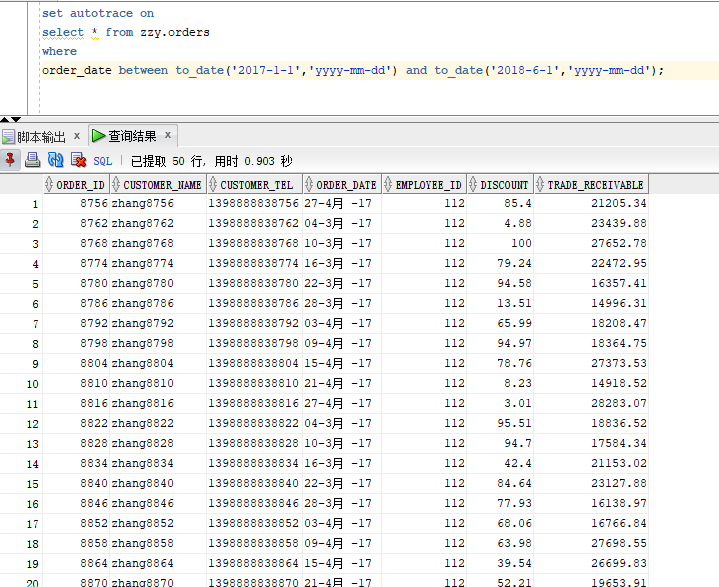 set autotrace on
select * from zzy.orders
where
order_date between to_date('2017-1-1','yyyy-mm-dd') and to_date('2018-6-1','yyyy-mm-dd');
脚本输出 x 查询结果 x
SQL | 已提取 50 行，用时 0.903 秒
ORDER_ID CUSTOMER_NAME CUSTOMER_TEL ORDER_DATE EMPLOYEE_ID DISCOUNT TRADE_RECEIVABLE
1 8756 zhang8756 1398888838756 27-4月 -17 112 85.4 21205.34
2 8762 zhang8762 1398888838762 04-3月 -17 112 4.88 23439.88
3 8768 zhang8768 1398888838768 10-3月 -17 112 100 27652.78
4 8774 zhang8774 1398888838774 16-3月 -17 112 79.24 22472.95
5 8780 zhang8780 1398888838780 22-3月 -17 112 94.58 16357.41
6 8786 zhang8786 1398888838786 28-3月 -17 112 13.51 14996.31
7 8792 zhang8792 1398888838792 03-4月 -17 112 65.99 18208.47
8 8798 zhang8798 1398888838798 09-4月 -17 112 94.97 18364.75
9 8804 zhang8804 1398888838804 15-4月 -17 112 78.76 27373.53
10 8810 zhang8810 1398888838810 21-4月 -17 112 8.23 14918.52
11 8816 zhang8816 1398888838816 27-4月 -17 112 3.01 28283.07
12 8822 zhang8822 1398888838822 04-3月 -17 112 95.51 18836.52
13 8828 zhang8828 1398888838828 10-3月 -17 112 94.7 17584.34
14 8834 zhang8834 1398888838834 16-3月 -17 112 42.4 21153.02
15 8840 zhang8840 1398888838840 22-3月 -17 112 84.64 23127.88
16 8846 zhang8846 1398888838846 28-3月 -17 112 77.93 16138.97
17 8852 zhang8852 1398888838852 03-4月 -17 112 68.06 16766.84
18 8858 zhang8858 1398888838858 09-4月 -17 112 63.98 27698.55
19 8864 zhang8864 1398888838864 15-4月 -17 112 39.54 26699.83
20 8870 zhang8870 1398888838870 21-4月 -17 112 52.21 19653.91